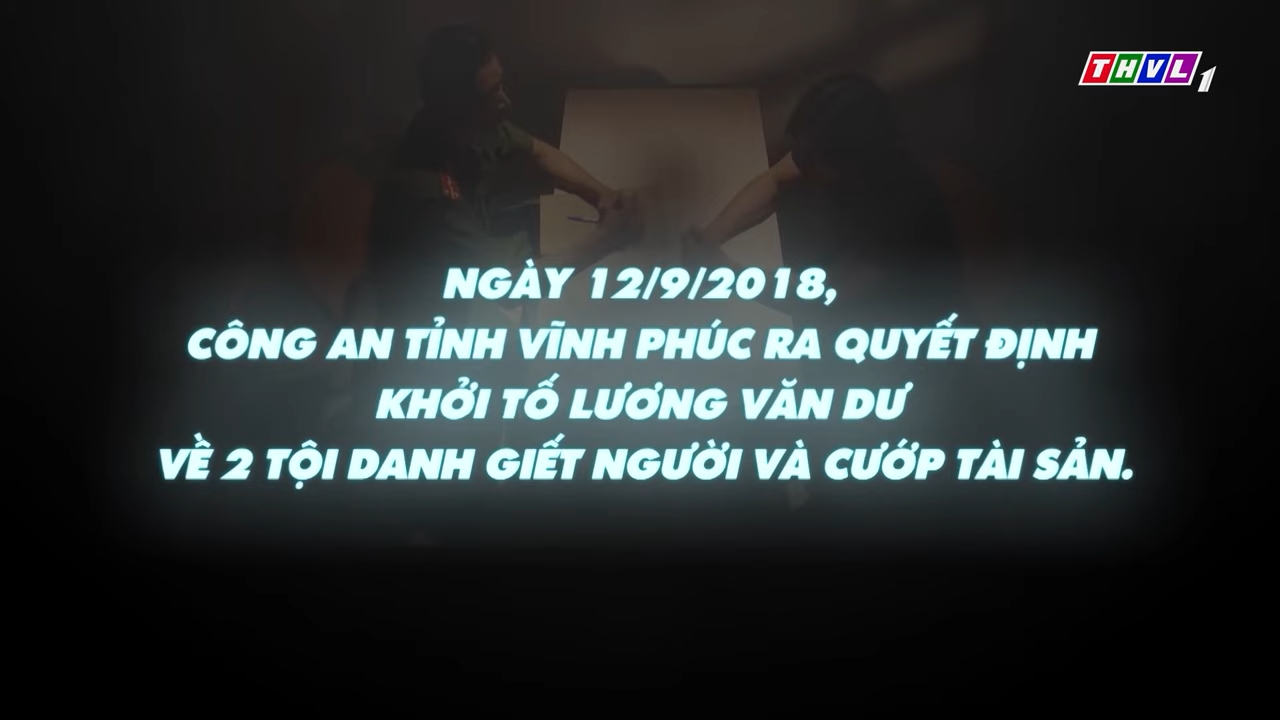 THVL1
NGÀY 12/9/2018,
CÔNG AN TỈNH VĨNH PHÚC RA QUYẾT ĐỊNH
KHỞI TỐ LƯƠNG VĂN DƯ
VỀ 2 TỘI DANH GIẾT NGƯỜI VÀ CƯỚP TÀI SẢN.